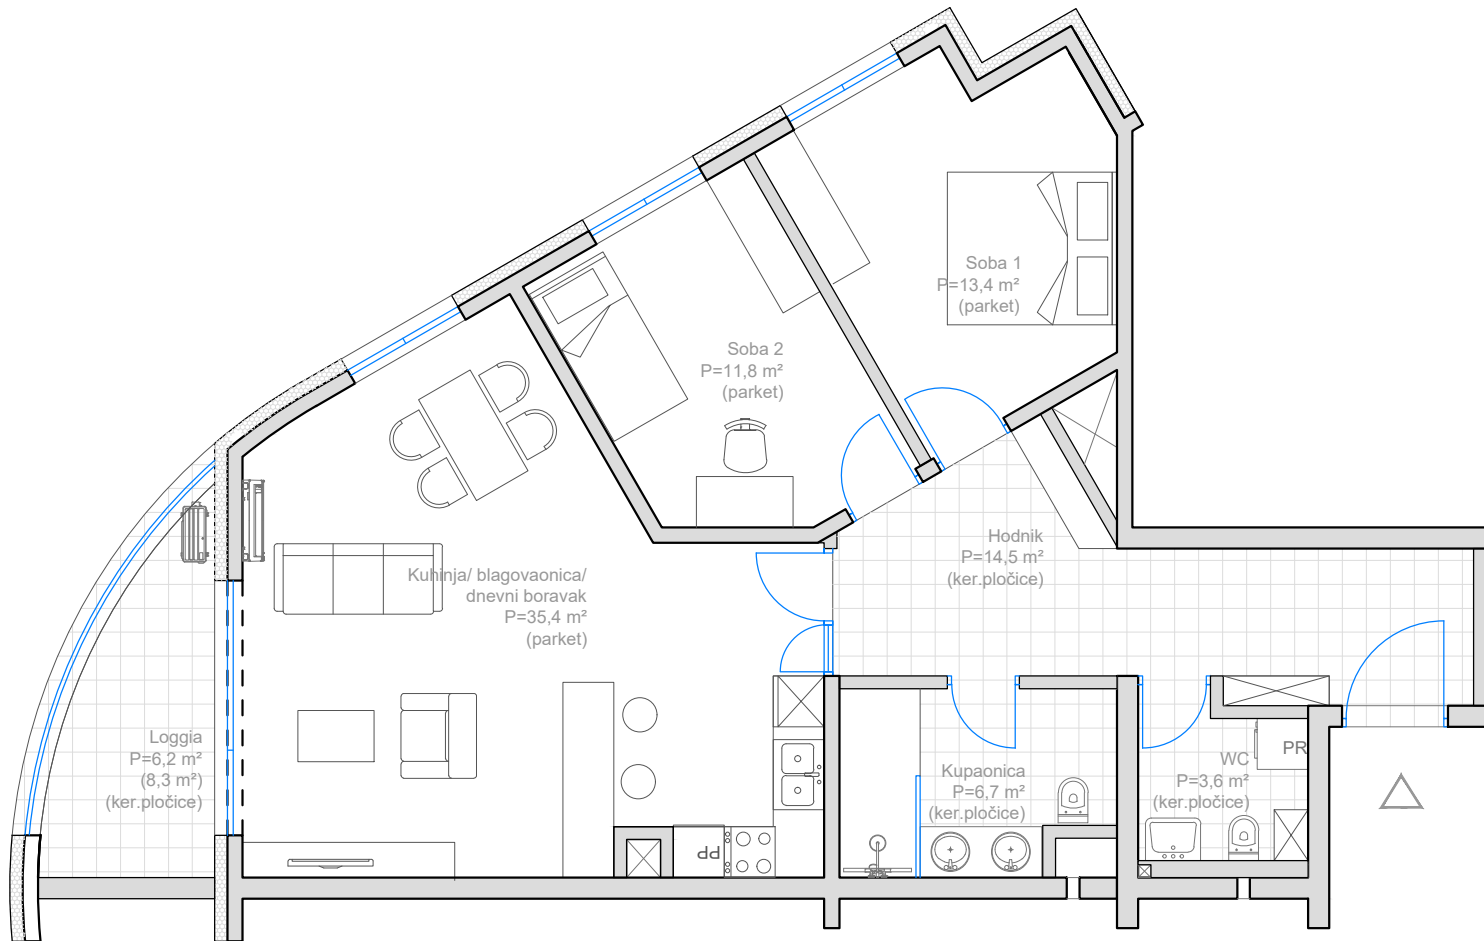 Soba 1
P=13,4 m²
(parket)
Soba 2
P=11,8 m²
(parket)
Hodnik
P=14,5 m²
(ker.pločice)
Kuhinja/ blagovaonica/
dnevni boravak
P=35,4 m²
(parket)
Loggia
P=6,2 m²
(8,3 m²)
(ker.pločice)
Kupaonica
P=6,7 m²
(ker.pločice)
WC
P=3,6 m²
(ker.pločice)
PR
PP